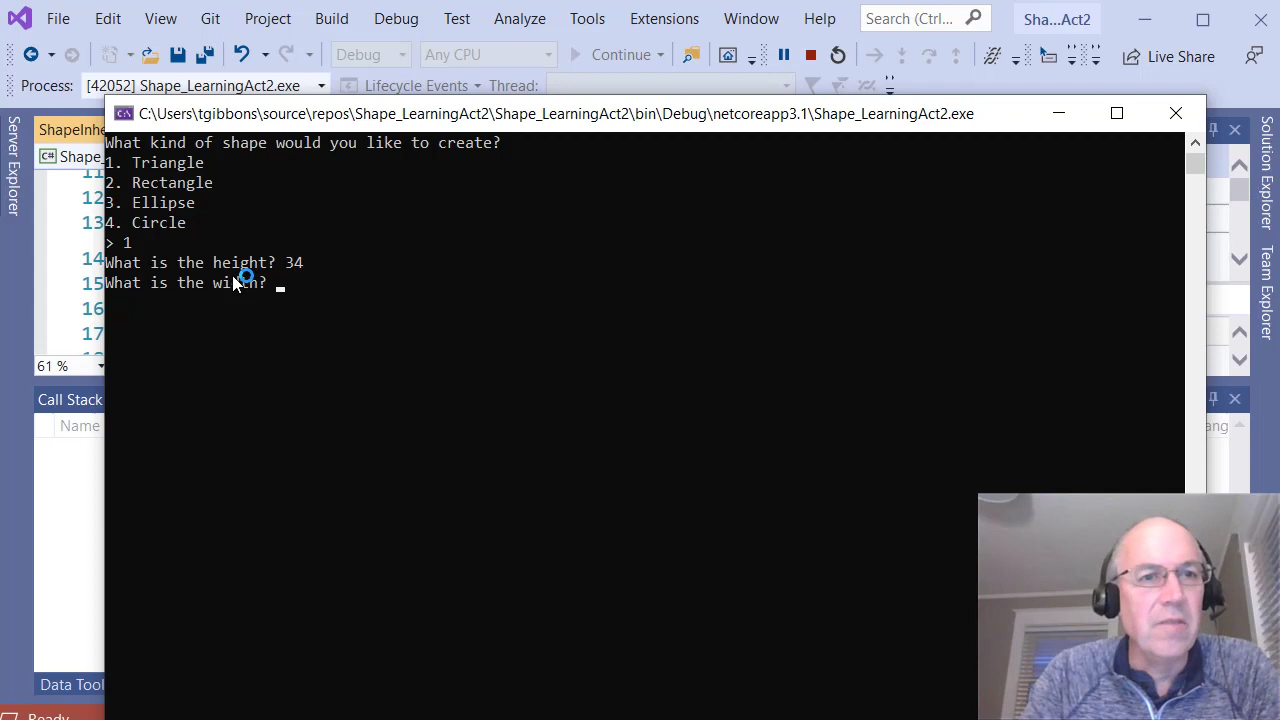 File Edit View Git Project Build Debug Test Analyze Tools Extensions Window Help Search (Ctrl... Sha...Act2
Debug Any CPU Continue Live Share
Process: [42052] Shape_LearningAct2.exe Lifecycle Events Thread:
C:\Users\tgibbons\source\repos\Shape_LearningAct2\Shape_LearningAct2\bin\Debug\netcoreapp3.1\Shape_LearningAct2.exe
Server Explorer
ShapeInhe
C# Shape_
12
13
14
15
16
17
61 %
Call Stack
Name
Data Tool
Ready
What kind of shape would you like to create?
1. Triangle
2. Rectangle
3. Ellipse
4. Circle
> 1
What is the height? 34
What is the width?
Solution Explorer
Team Explorer
ang